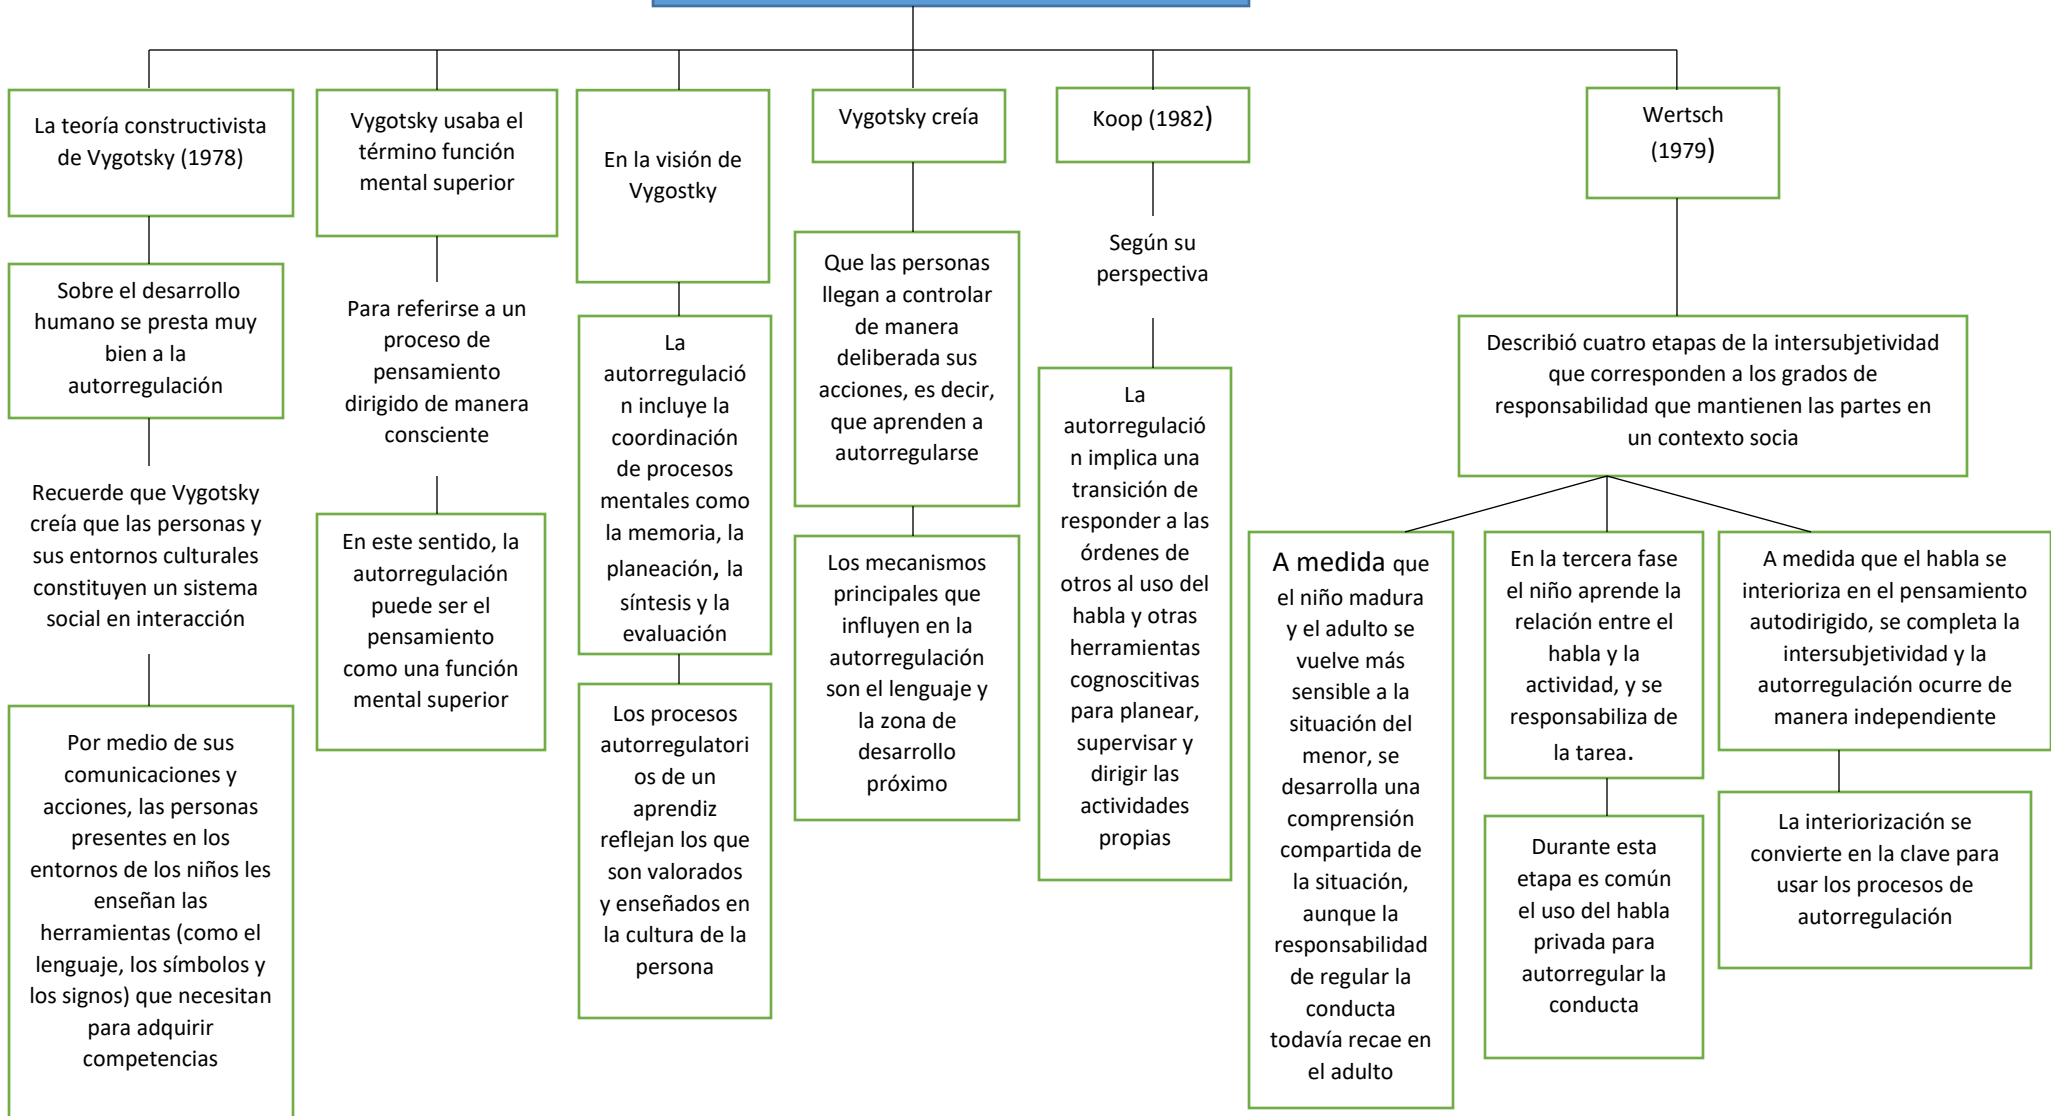 La teoría constructivista
de Vygotsky (1978)
Sobre el desarrollo
humano se presta muy
bien a la
autorregulación
Recuerde que Vygotsky
creía que las personas y
sus entornos culturales
constituyen un sistema
social en interacción
Por medio de sus
comunicaciones y
acciones, las personas
presentes en los
entornos de los niños les
enseñan las
herramientas (como el
lenguaje, los símbolos y
los signos) que necesitan
para adquirir
competencias
Vygotsky usaba el
término función
mental superior
Para referirse a un
proceso de
pensamiento
dirigido de manera
consciente
En este sentido, la
autorregulación
puede ser el
pensamiento
como una función
mental superior
En la visión de
Vygostky
La
autorregulació
n incluye la
coordinación
de procesos
mentales como
la memoria, la
planeación, la
síntesis y la
evaluación
Los procesos
autorregulatori
os de un
aprendiz
reflejan los que
son valorados
y enseñados en
la cultura de la
persona
Vygotsky creía
Que las personas
llegan a controlar
de manera
deliberada sus
acciones, es decir,
que aprenden a
autorregularse
Los mecanismos
principales que
influyen en la
autorregulación
son el lenguaje y
la zona de
desarrollo
próximo
Koop (1982)
Según su
perspectiva
La
autorregulació
n implica una
transición de
responder a las
órdenes de
otros al uso del
habla y otras
herramientas
cognoscitivas
para planear,
supervisar y
dirigir las
actividades
propias
Wertsch
(1979)
Describió cuatro etapas de la intersubjetividad
que corresponden a los grados de
responsabilidad que mantienen las partes en
un contexto socia
A medida que
el niño madura
y el adulto se
vuelve más
sensible a la
situación del
menor, se
desarrolla una
comprensión
compartida de
la situación,
aunque la
responsabilidad
de regular la
conducta
todavía recae en
el adulto
En la tercera fase
el niño aprende la
relación entre el
habla y la
actividad, y se
responsabiliza de
la tarea.
Durante esta
etapa es común
el uso del habla
privada para
autorregular la
conducta
A medida que el habla se
interioriza en el pensamiento
autodirigido, se completa la
intersubjetividad y la
autorregulación ocurre de
manera independiente
La interiorización se
convierte en la clave para
usar los procesos de
autorregulación